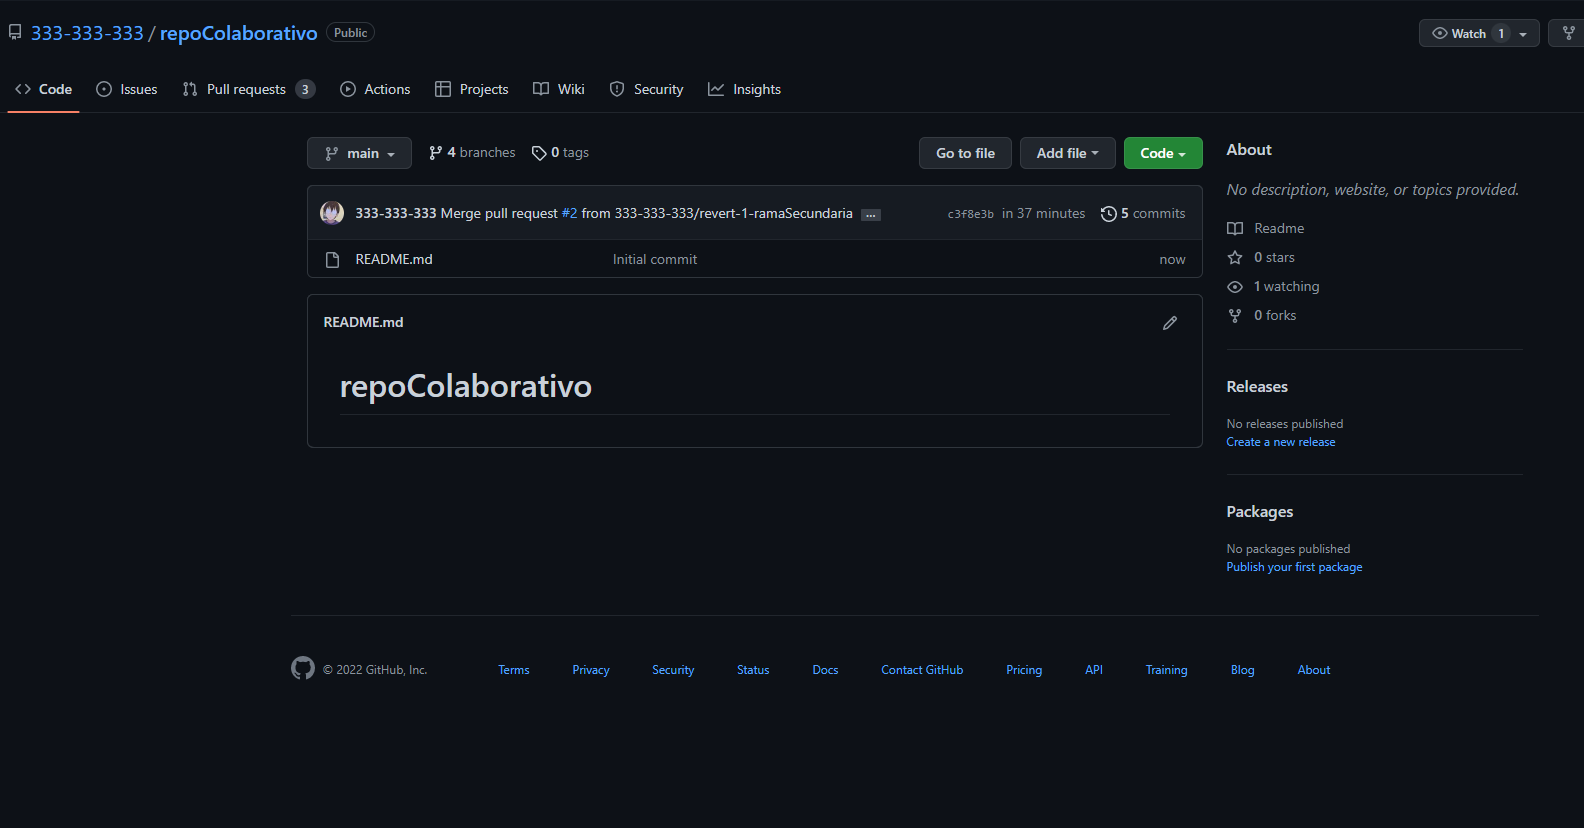 333-333-333 / repoColaborativo Public
Watch 1
Code Issues Pull requests 3 Actions Projects Wiki Security Insights
main 4 branches 0 tags Go to file Add file Code
333-333-333 Merge pull request #2 from 333-333-333/revert-1-ramaSecundaria ... c3f8e3b in 37 minutes 5 commits
README.md Initial commit now
README.md
repoColaborativo
About
No description, website, or topics provided.
Readme
0 stars
1 watching
0 forks
Releases
No releases published
Create a new release
Packages
No packages published
Publish your first package
© 2022 GitHub, Inc. Terms Privacy Security Status Docs Contact GitHub Pricing API Training Blog About